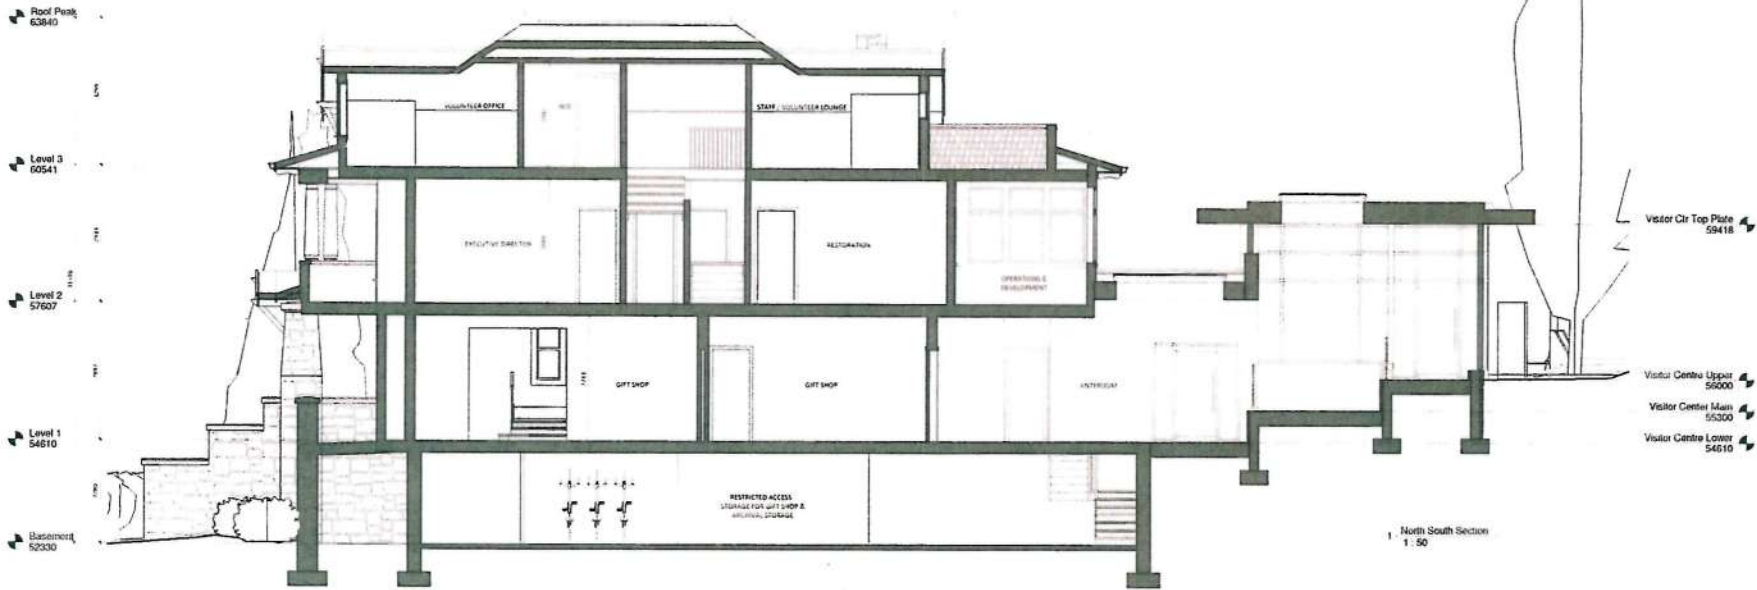 Roof Peak
63840
VOLUNTEER OFFICE
STAFF / VOLUNTEER LOUNGE
Level 3
60541
Visitor Ctr Top Plate
59418
EXECUTIVE DIRECTOR
RESTORATION
OPERATIONS &
DEVELOPMENT
Level 2
57607
GIFT SHOP
GIFT SHOP
ANTEROOM
Visitor Centre Upper
56000
Visitor Center Main
55300
Level 1
54610
Visitor Centre Lower
54610
RESTRICTED ACCESS
STORAGE FOR GIFT SHOP &
ARCHIVAL STORAGE
Basement
52330
1 - North South Section
1 : 50